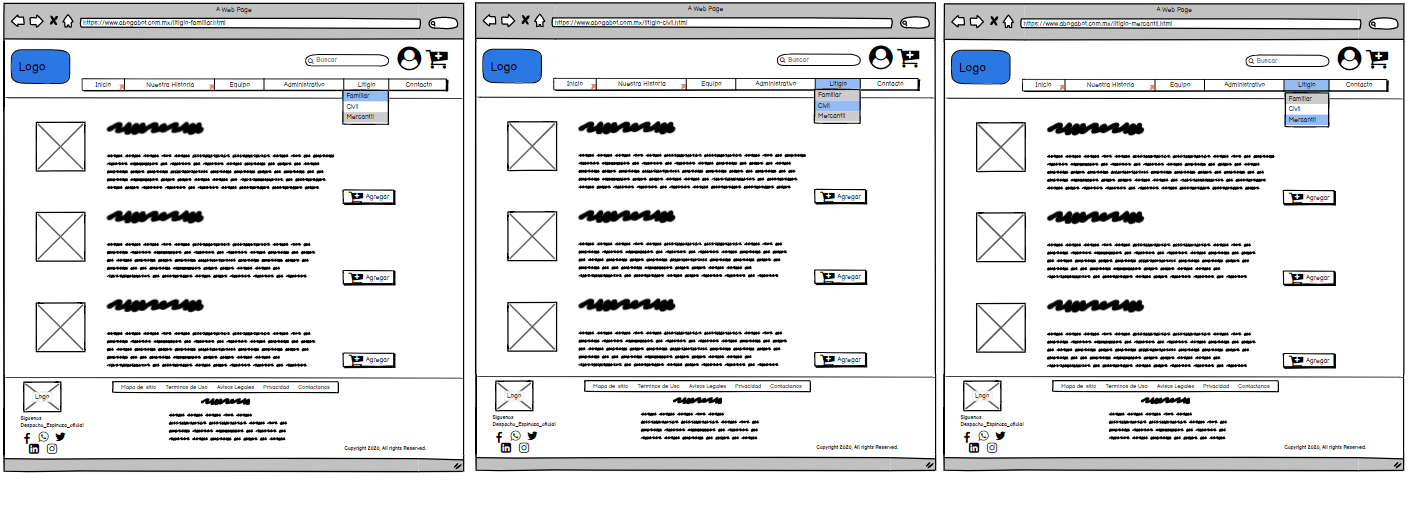 A Web Page
https://www.abogabot.com.mx/litigio-familiar.html
Buscar
Logo
Inicio Nuestra Historia Equipo Administrativo Litigio Contacto
Familiar
Civil
Mercantil
Agregar
Agregar
Agregar
Mapa de sitio Terminos de Uso Avisos Legales Privacidad Contactanos
Logo
Siguenos
Despachu_Espinoza_oficial
Copyright 2020, All rights Reserved.
A Web Page
https://www.abogabot.com.mx/litigio-civil.html
Buscar
Logo
Inicio Nuestra Historia Equipo Administrativo Litigio Contacto
Familiar
Civil
Mercantil
Agregar
Agregar
Agregar
Mapa de sitio Terminos de Uso Avisos Legales Privacidad Contactanos
Logo
Siguenos
Despachu_Espinoza_oficial
Copyright 2020, All rights Reserved.
A Web Page
https://www.abogabot.com.mx/litigio-mercantil.html
Buscar
Logo
Inicio Nuestra Historia Equipo Administrativo Litigio Contacto
Familiar
Civil
Mercantil
Agregar
Agregar
Agregar
Mapa de sitio Terminos de Uso Avisos Legales Privacidad Contactanos
Logo
Siguenos
Despachu_Espinoza_oficial
Copyright 2020, All rights Reserved.